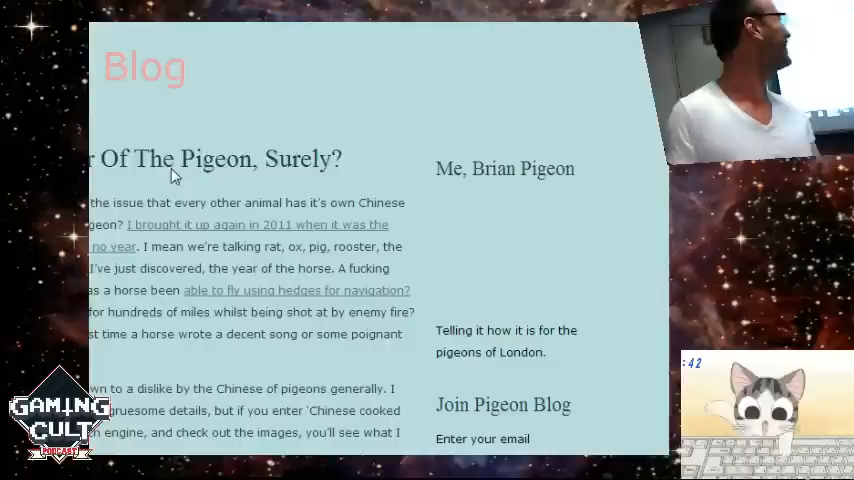 Blog
r Of The Pigeon, Surely?
the issue that every other animal has it's own Chinese
geon? I brought it up again in 2011 when it was the
no year. I mean we're talking rat, ox, pig, rooster, the
I've just discovered, the year of the horse. A fucking
as a horse been able to fly using hedges for navigation?
for hundreds of miles whilst being shot at by enemy fire?
st time a horse wrote a decent song or some poignant
wn to a dislike by the Chinese of pigeons generally. I
gruesome details, but if you enter 'Chinese cooked
h engine, and check out the images, you'll see what I
Me, Brian Pigeon
Telling it how it is for the
pigeons of London.
Join Pigeon Blog
Enter your email
:42
GAMING
CULT
PODCAST